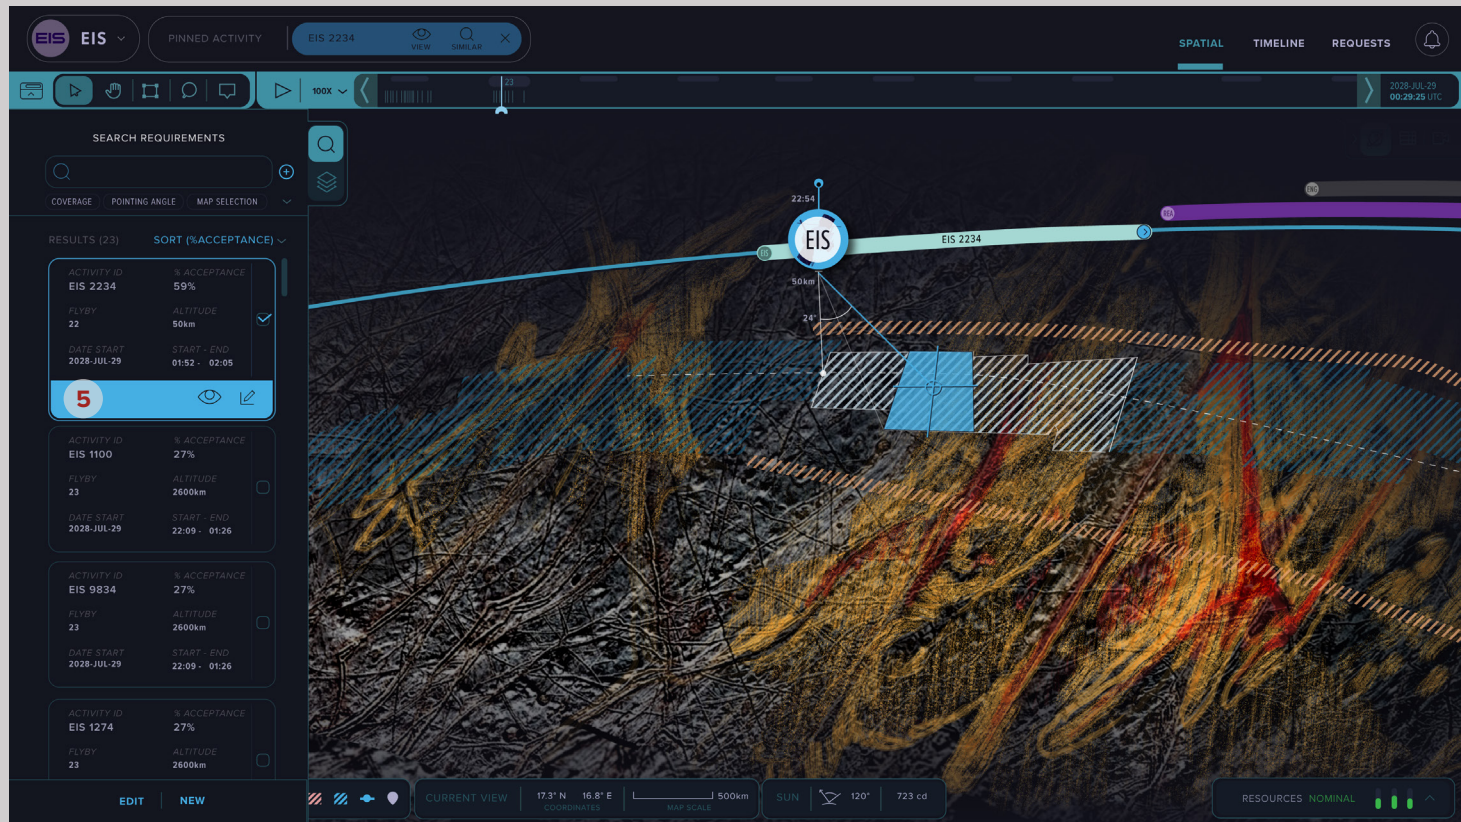 EIS EIS
PINNED ACTIVITY
EIS 2234
VIEW SIMILAR
SPATIAL TIMELINE REQUESTS
100X
23
2028-JUL-29
00:29:25 UTC
SEARCH REQUIREMENTS
COVERAGE POINTING ANGLE MAP SELECTION
RESULTS (23) SORT (%ACCEPTANCE)
ACTIVITY ID % ACCEPTANCE
EIS 2234 59%
FLYBY ALTITUDE
22 50km
DATE START START - END
2028-JUL-29 01:52 - 02:05
5
ACTIVITY ID % ACCEPTANCE
EIS 1100 27%
FLYBY ALTITUDE
23 2600km
DATE START START - END
2028-JUL-29 22:09 - 01:26
ACTIVITY ID % ACCEPTANCE
EIS 9834 27%
FLYBY ALTITUDE
23 2600km
DATE START START - END
2028-JUL-29 22:09 - 01:26
ACTIVITY ID % ACCEPTANCE
EIS 1274 27%
FLYBY ALTITUDE
23 2600km
EDIT NEW
22:54
EIS
EIS
EIS 2234
REA
ENG
50km
24°
CURRENT VIEW
17.3° N 16.8° E
COORDINATES
500km
MAP SCALE
SUN 120° 723 cd
RESOURCES NOMINAL